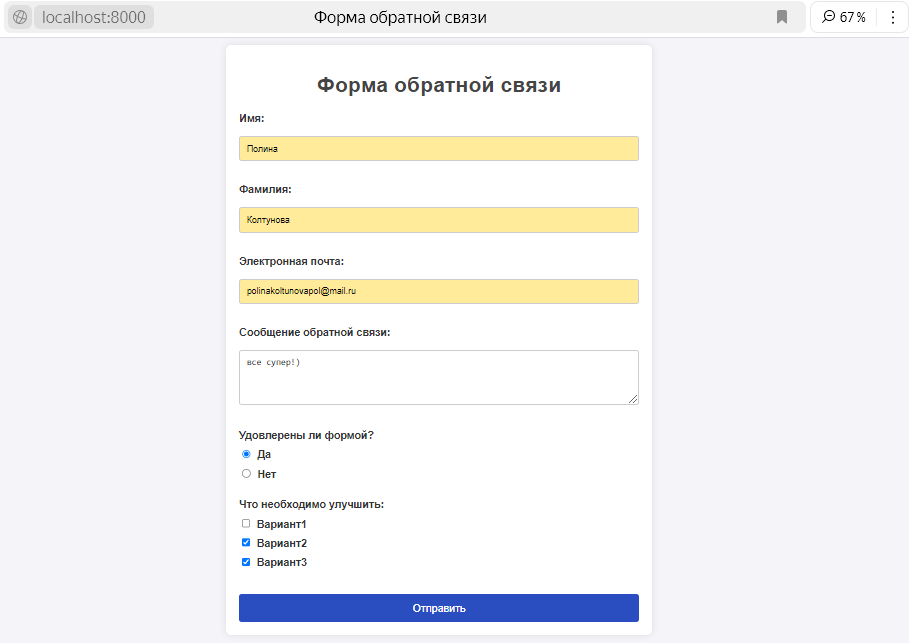 localhost:8000 Форма обратной связи 67 %
Форма обратной связи
Имя:
Полина
Фамилия:
Колтунова
Электронная почта:
polinakoltunovapol@mail.ru
Сообщение обратной связи:
все супер!)
Удовлерены ли формой?
Да
Нет
Что необходимо улучшить:
Вариант1
Вариант2
Вариант3
Отправить